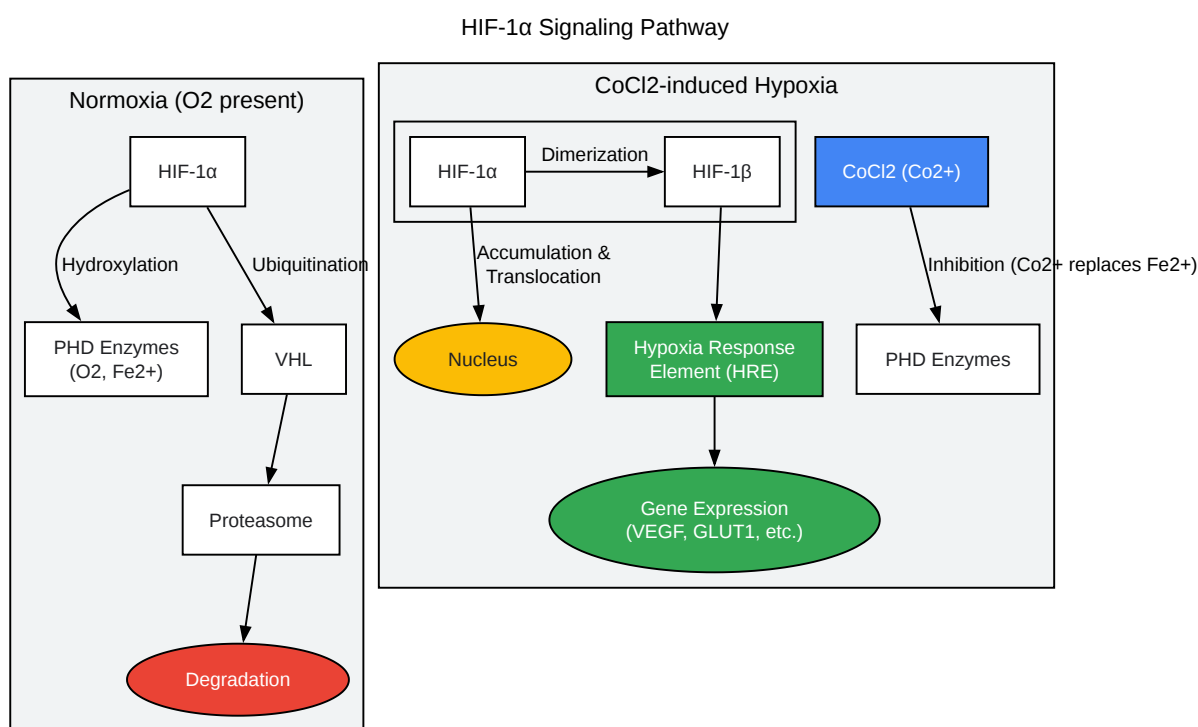 HIF-1α Signaling Pathway
Normoxia (O2 present)
HIF-1α
Hydroxylation
Ubiquitination
PHD Enzymes
(O2, Fe2+)
VHL
Proteasome
Degradation
CoCl2-induced Hypoxia
HIF-1α
Dimerization
HIF-1β
CoCl2 (Co2+)
Accumulation &
Translocation
Inhibition (Co2+ replaces Fe2+)
Nucleus
Hypoxia Response
Element (HRE)
PHD Enzymes
Gene Expression
(VEGF, GLUT1, etc.)